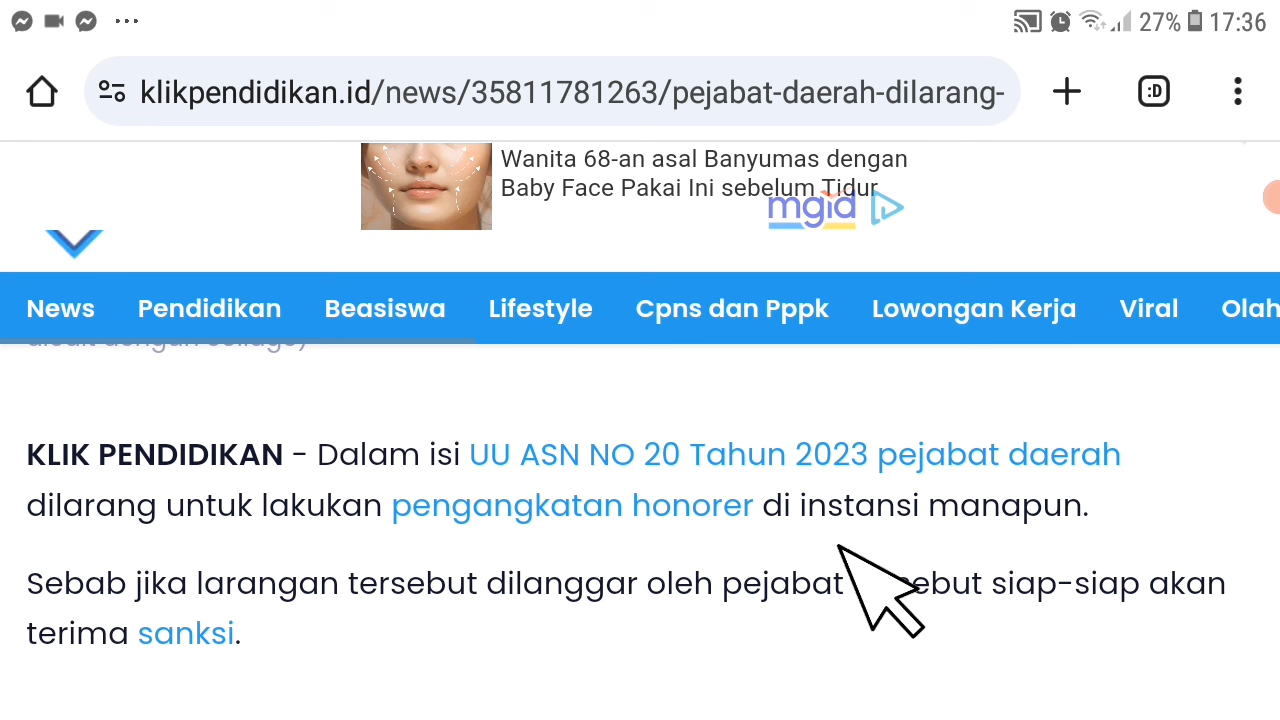 27% 17:36
klikpendidikan.id/news/35811781263/pejabat-daerah-dilarang-
:D
Wanita 68-an asal Banyumas dengan
Baby Face Pakai Ini sebelum Tidur
mgid
News Pendidikan Beasiswa Lifestyle Cpns dan Pppk Lowongan Kerja Viral Olah
KLIK PENDIDIKAN - Dalam isi UU ASN NO 20 Tahun 2023 pejabat daerah
dilarang untuk lakukan pengangkatan honorer di instansi manapun.
Sebab jika larangan tersebut dilanggar oleh pejabat siap-siap akan
terima sanksi.